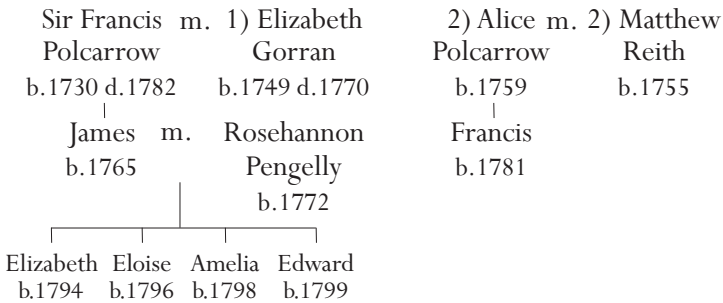 Sir Francis m. 1) Elizabeth 2) Alice m. 2) Matthew
Polcarrow Gorran Polcarrow Reith
b.1730 d.1782 b.1749 d.1770 b.1759 b.1755
James m. Rosehannon Francis
b.1765 Pengelly b.1781
b.1772
Elizabeth Eloise Amelia Edward
b.1794 b.1796 b.1798 b.1799